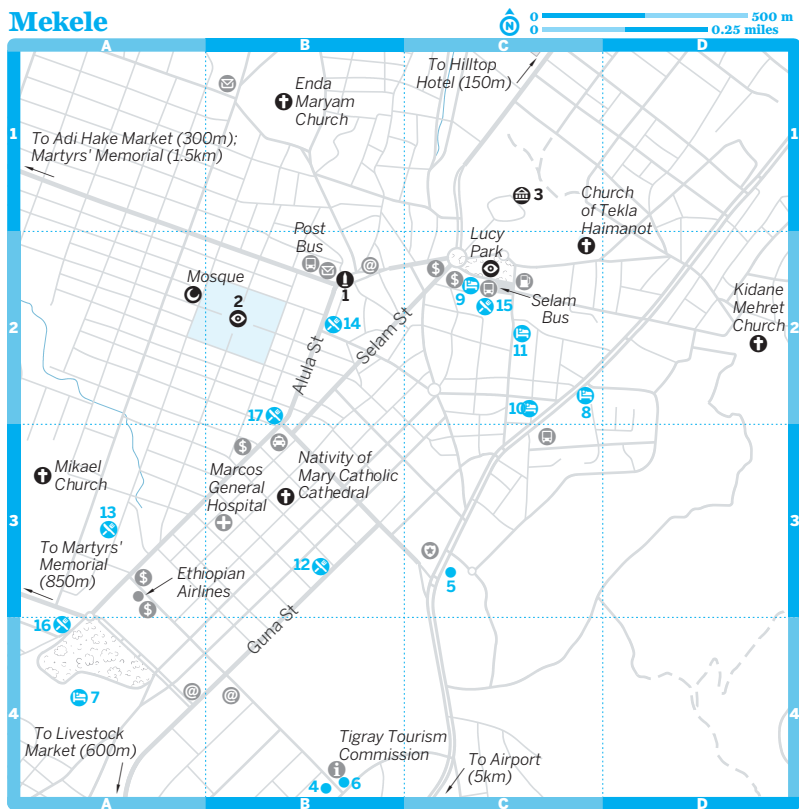 Mekele
N
0 500 m
0 0.25 miles
A B C D
To Hilltop
Hotel (150m)
Enda
Maryam
Church
1
To Adi Hake Market (300m);
Martyrs' Memorial (1.5km)
3
Church
of Tekla
Haimanot
Post
Bus
Lucy
Park
@
1
Mosque
2
9
15
Selam
Bus
Kidane
Mehret
Church
2
14
11
Selam St
Alula St
17
10
8
$
$
$
Mikael
Church
Marcos
General
Hospital
Nativity of
Mary Catholic
Cathedral
13
3
To Martyrs'
Memorial
(850m)
$
$
Ethiopian
Airlines
12
5
Guna St
16
7
@
@
4
To Livestock
Market (600m)
Tigray Tourism
Commission
i
4
6
To Airport
(5km)
1
2
3
4
A B C D